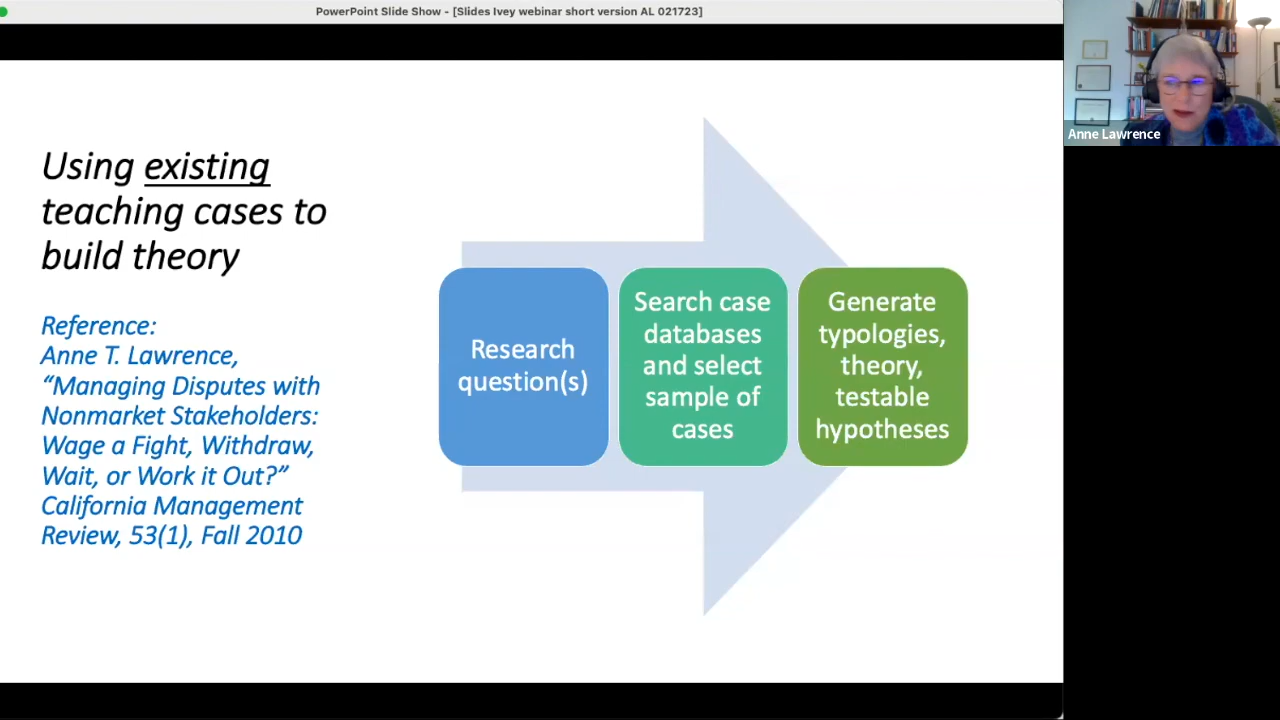 PowerPoint Slide Show - [Slides Ivey webinar short version AL 021723]
Using existing
teaching cases to
build theory
Reference:
Anne T. Lawrence,
“Managing Disputes with
Nonmarket Stakeholders:
Wage a Fight, Withdraw,
Wait, or Work it Out?”
California Management
Review, 53(1), Fall 2010
Research
question(s)
Search case
databases
and select
sample of
cases
Generate
typologies,
theory,
testable
hypotheses
Anne Lawrence